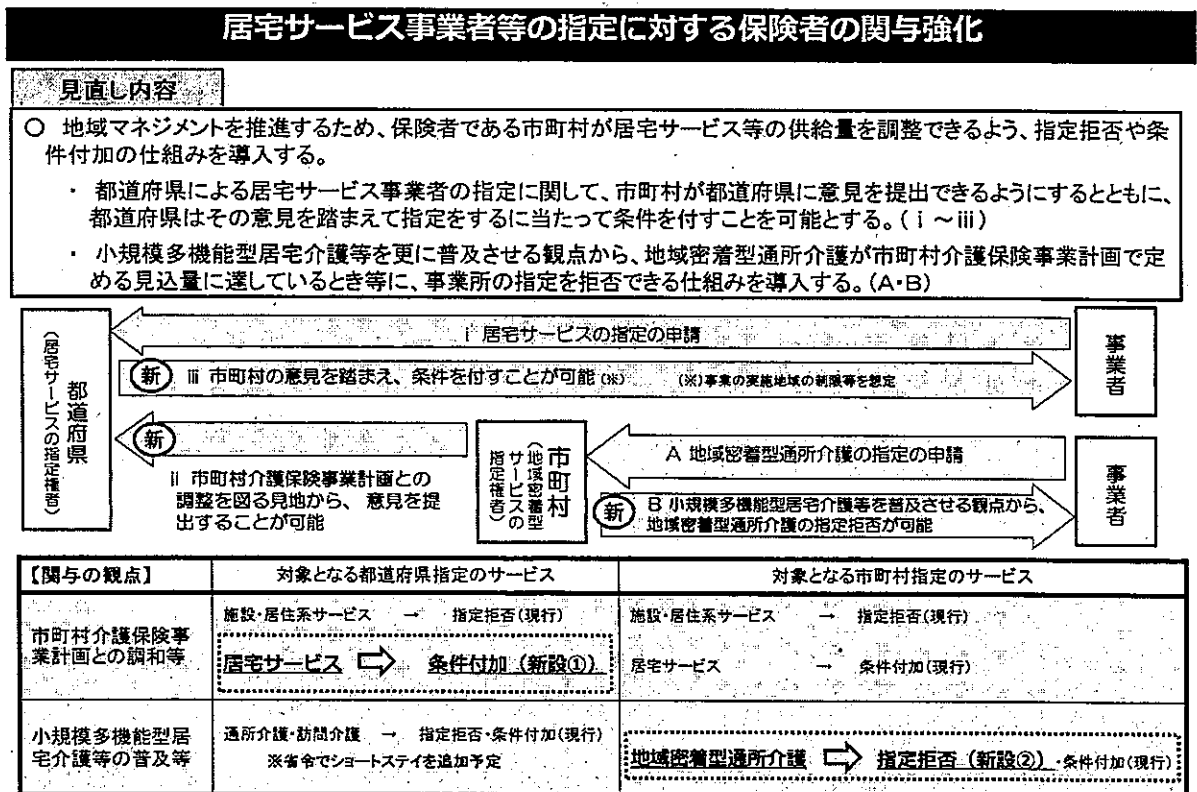 居宅サービス事業者等の指定に対する保険者の関与強化
見直し内容
○ 地域マネジメントを推進するため、保険者である市町村が居宅サービス等の供給量を調整できるよう、指定拒否や条
件付加の仕組みを導入する。
・ 都道府県による居宅サービス事業者の指定に関して、市町村が都道府県に意見を提出できるようにするとともに、
都道府県はその意見を踏まえて指定をするに当たって条件を付すことを可能とする。(ⅰ～ⅲ)
・ 小規模多機能型居宅介護等を更に普及させる観点から、地域密着型通所介護が市町村介護保険事業計画で定
める見込量に達しているとき等に、事業所の指定を拒否できる仕組みを導入する。(A・B)
都道府県
(居宅サービスの指定権者)
ⅰ 居宅サービスの指定の申請
新 ⅲ 市町村の意見を踏まえ、条件を付すことが可能(※) (※)事業の実施地域の制限等を想定
事業者
新
ⅱ 市町村介護保険事業計画との
調整を図る見地から、意見を提
出することが可能
市町村
(地域密着型
サービスの
指定権者)
A 地域密着型通所介護の指定の申請
新 B 小規模多機能型居宅介護等を普及させる観点から、
地域密着型通所介護の指定拒否が可能
事業者
【関与の観点】 対象となる都道府県指定のサービス 対象となる市町村指定のサービス
市町村介護保険事
業計画との調和等
施設・居住系サービス → 指定拒否(現行)
居宅サービス ⇨ 条件付加(新設①)
施設・居住系サービス → 指定拒否(現行)
居宅サービス → 条件付加(現行)
小規模多機能型居
宅介護等の普及等
通所介護・訪問介護 → 指定拒否・条件付加(現行)
※省令でショートステイを追加予定
地域密着型通所介護 ⇨ 指定拒否(新設②)・条件付加(現行)